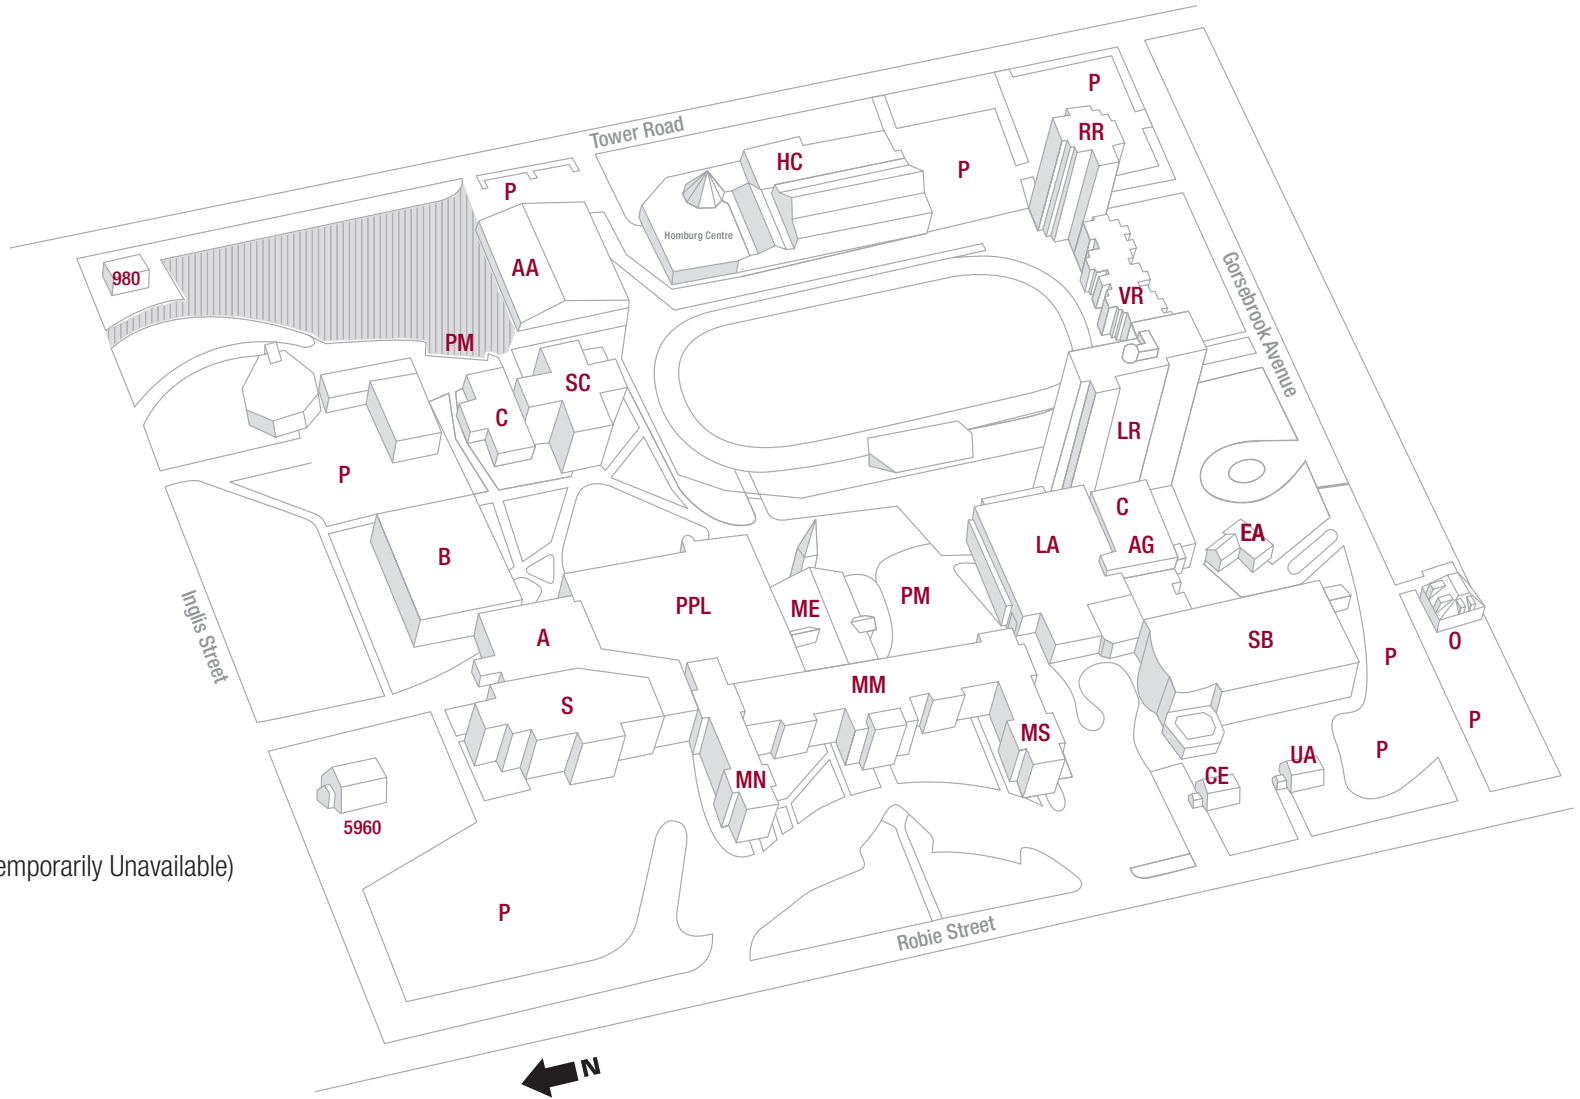 P
RR
Tower Road
HC
P
P
Homburg Centre
AA
980
VR
Gorsebrook Avenue
PM
SC
C
LR
P
C
AG
LA
EA
B
Inglis Street
PPL
ME
PM
A
SB
O
P
MM
S
MS
P
P
UA
CE
MN
5960
emporarily Unavailable)
P
Robie Street
N